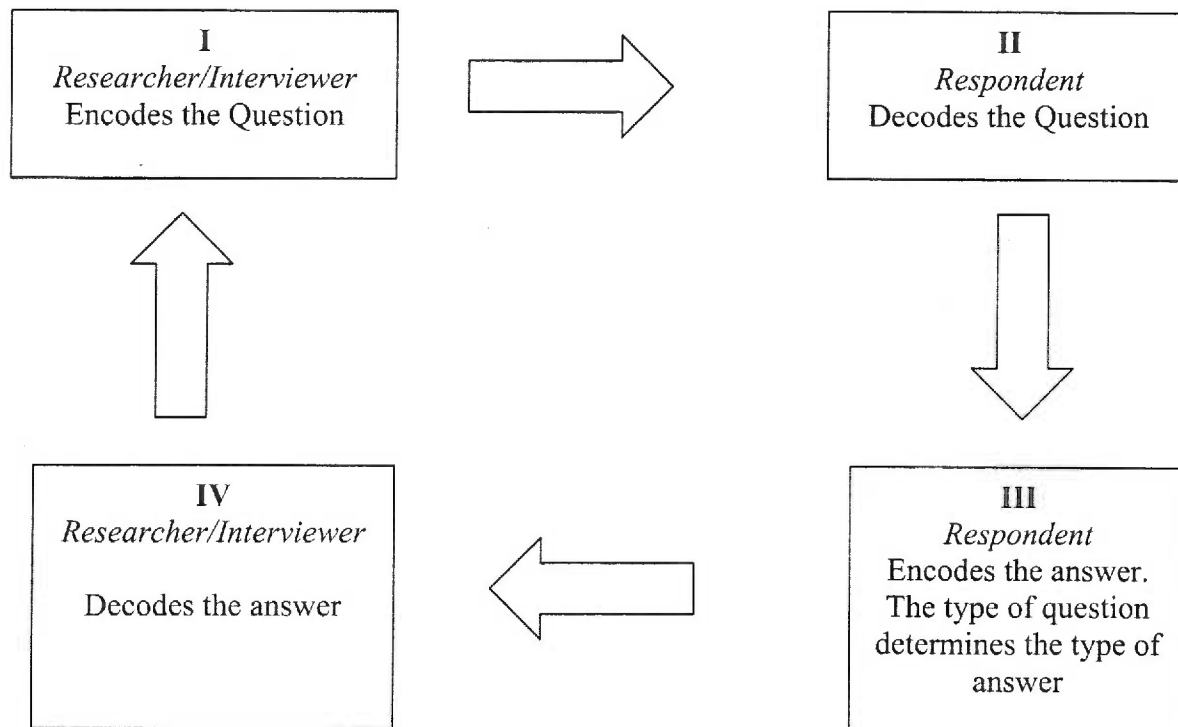 I
Researcher/Interviewer
Encodes the Question
II
Respondent
Decodes the Question
III
Respondent
Encodes the answer.
The type of question
determines the type of
answer
IV
Researcher/Interviewer
Decodes the answer